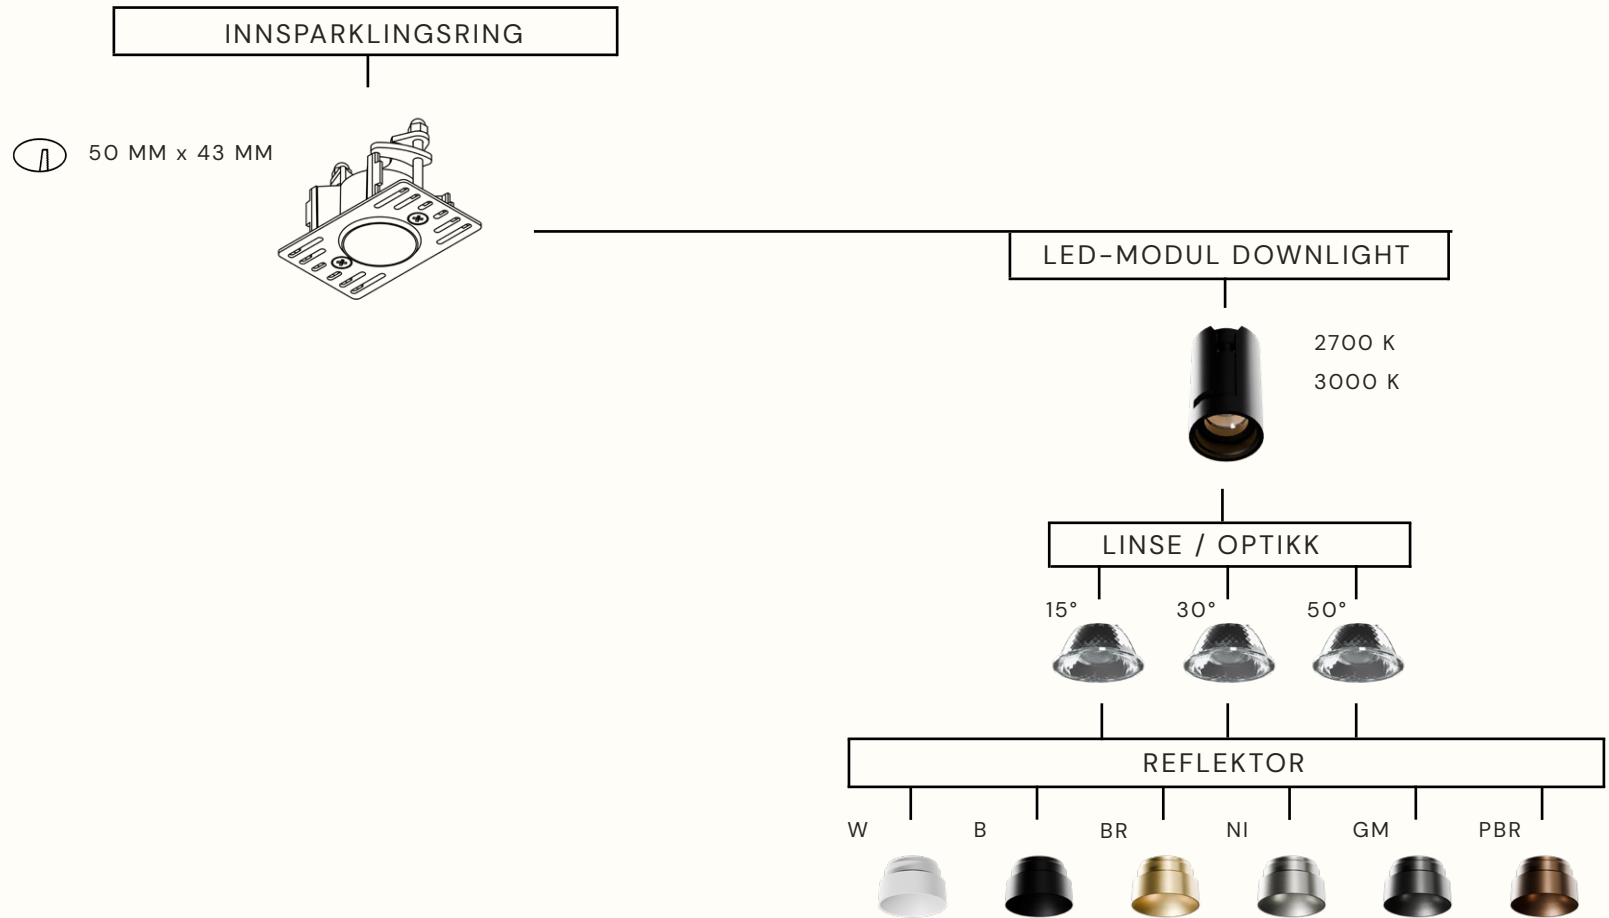 INNSPARKLINGSRING
50 MM x 43 MM
LED-MODUL DOWNLIGHT
2700 K
3000 K
LINSE / OPTIKK
15° 30° 50°
REFLEKTOR
W B BR NI GM PBR